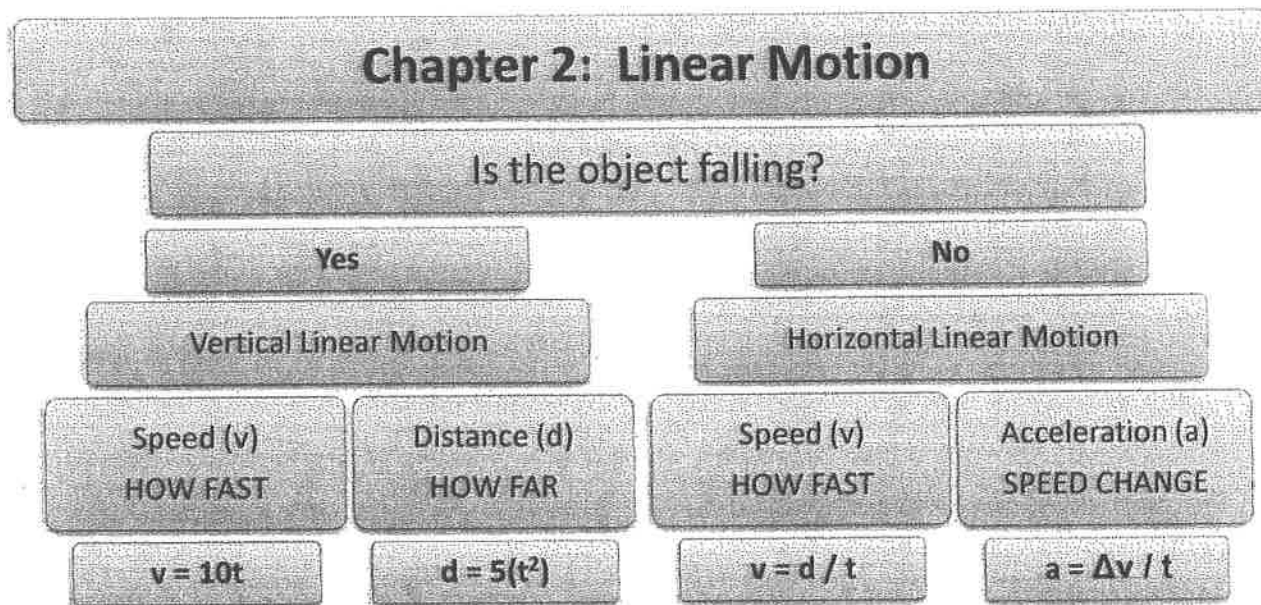 Chapter 2: Linear Motion
Is the object falling?
Yes
No
Vertical Linear Motion
Horizontal Linear Motion
Speed (v)
HOW FAST
Distance (d)
HOW FAR
Speed (v)
HOW FAST
Acceleration (a)
SPEED CHANGE
v = 10t
d = 5(t²)
v = d / t
a = Δv / t